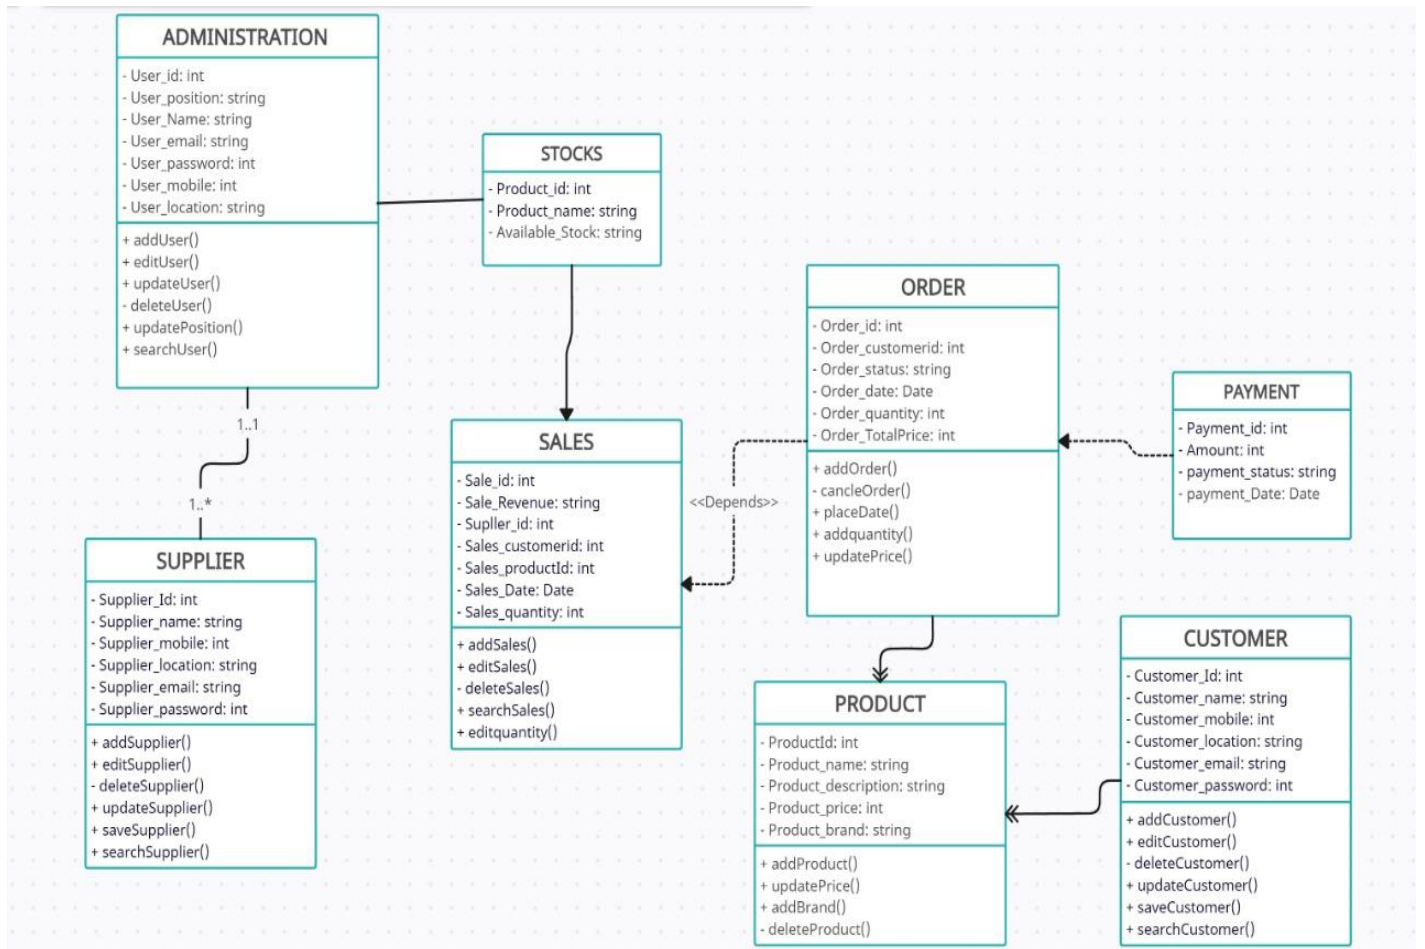 ADMINISTRATION
- User_id: int
- User_position: string
- User_Name: string
- User_email: string
- User_password: int
- User_mobile: int
- User_location: string
+ addUser()
+ editUser()
+ updateUser()
- deleteUser()
+ updatePosition()
+ searchUser()
1..1
1..*
SUPPLIER
- Supplier_Id: int
- Supplier_name: string
- Supplier_mobile: int
- Supplier_location: string
- Supplier_email: string
- Supplier_password: int
+ addSupplier()
+ editSupplier()
- deleteSupplier()
+ updateSupplier()
+ saveSupplier()
+ searchSupplier()
STOCKS
- Product_id: int
- Product_name: string
- Available_Stock: string
SALES
- Sale_id: int
- Sale_Revenue: string
- Supller_id: int
- Sales_customerid: int
- Sales_productId: int
- Sales_Date: Date
- Sales_quantity: int
+ addSales()
+ editSales()
- deleteSales()
+ searchSales()
+ editquantity()
<<Depends>>
ORDER
- Order_id: int
- Order_customerid: int
- Order_status: string
- Order_date: Date
- Order_quantity: int
- Order_TotalPrice: int
+ addOrder()
- cancleOrder()
+ placeDate()
+ addquantity()
+ updatePrice()
PAYMENT
- Payment_id: int
- Amount: int
- payment_status: string
- payment_Date: Date
PRODUCT
- ProductId: int
- Product_name: string
- Product_description: string
- Product_price: int
- Product_brand: string
+ addProduct()
+ updatePrice()
+ addBrand()
- deleteProduct()
CUSTOMER
- Customer_Id: int
- Customer_name: string
- Customer_mobile: int
- Customer_location: string
- Customer_email: string
- Customer_password: int
+ addCustomer()
+ editCustomer()
- deleteCustomer()
+ updateCustomer()
+ saveCustomer()
+ searchCustomer()